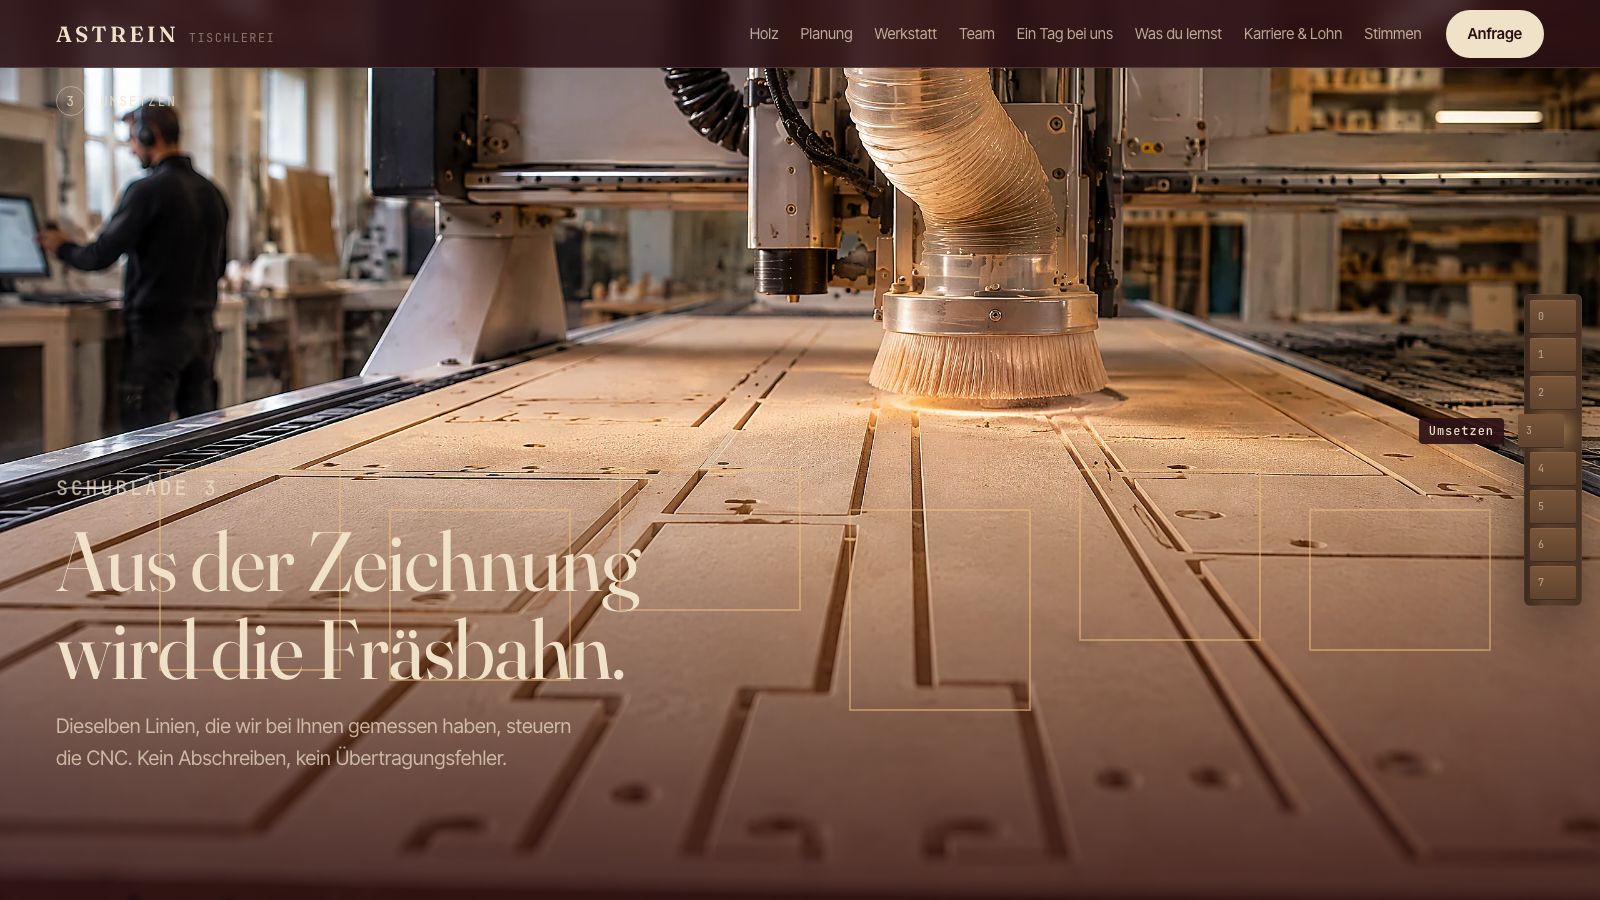 ASTREIN TISCHLEREI
Holz Planung Werkstatt Team Ein Tag bei uns Was du lernst Karriere & Lohn Stimmen Anfrage
3 UMSETZEN
0
1
2
Umsetzen 3
4
5
6
7
SCHUBLADE 3
Aus der Zeichnung
wird die Fräsbahn.
Dieselben Linien, die wir bei Ihnen gemessen haben, steuern
die CNC. Kein Abschreiben, kein Übertragungsfehler.